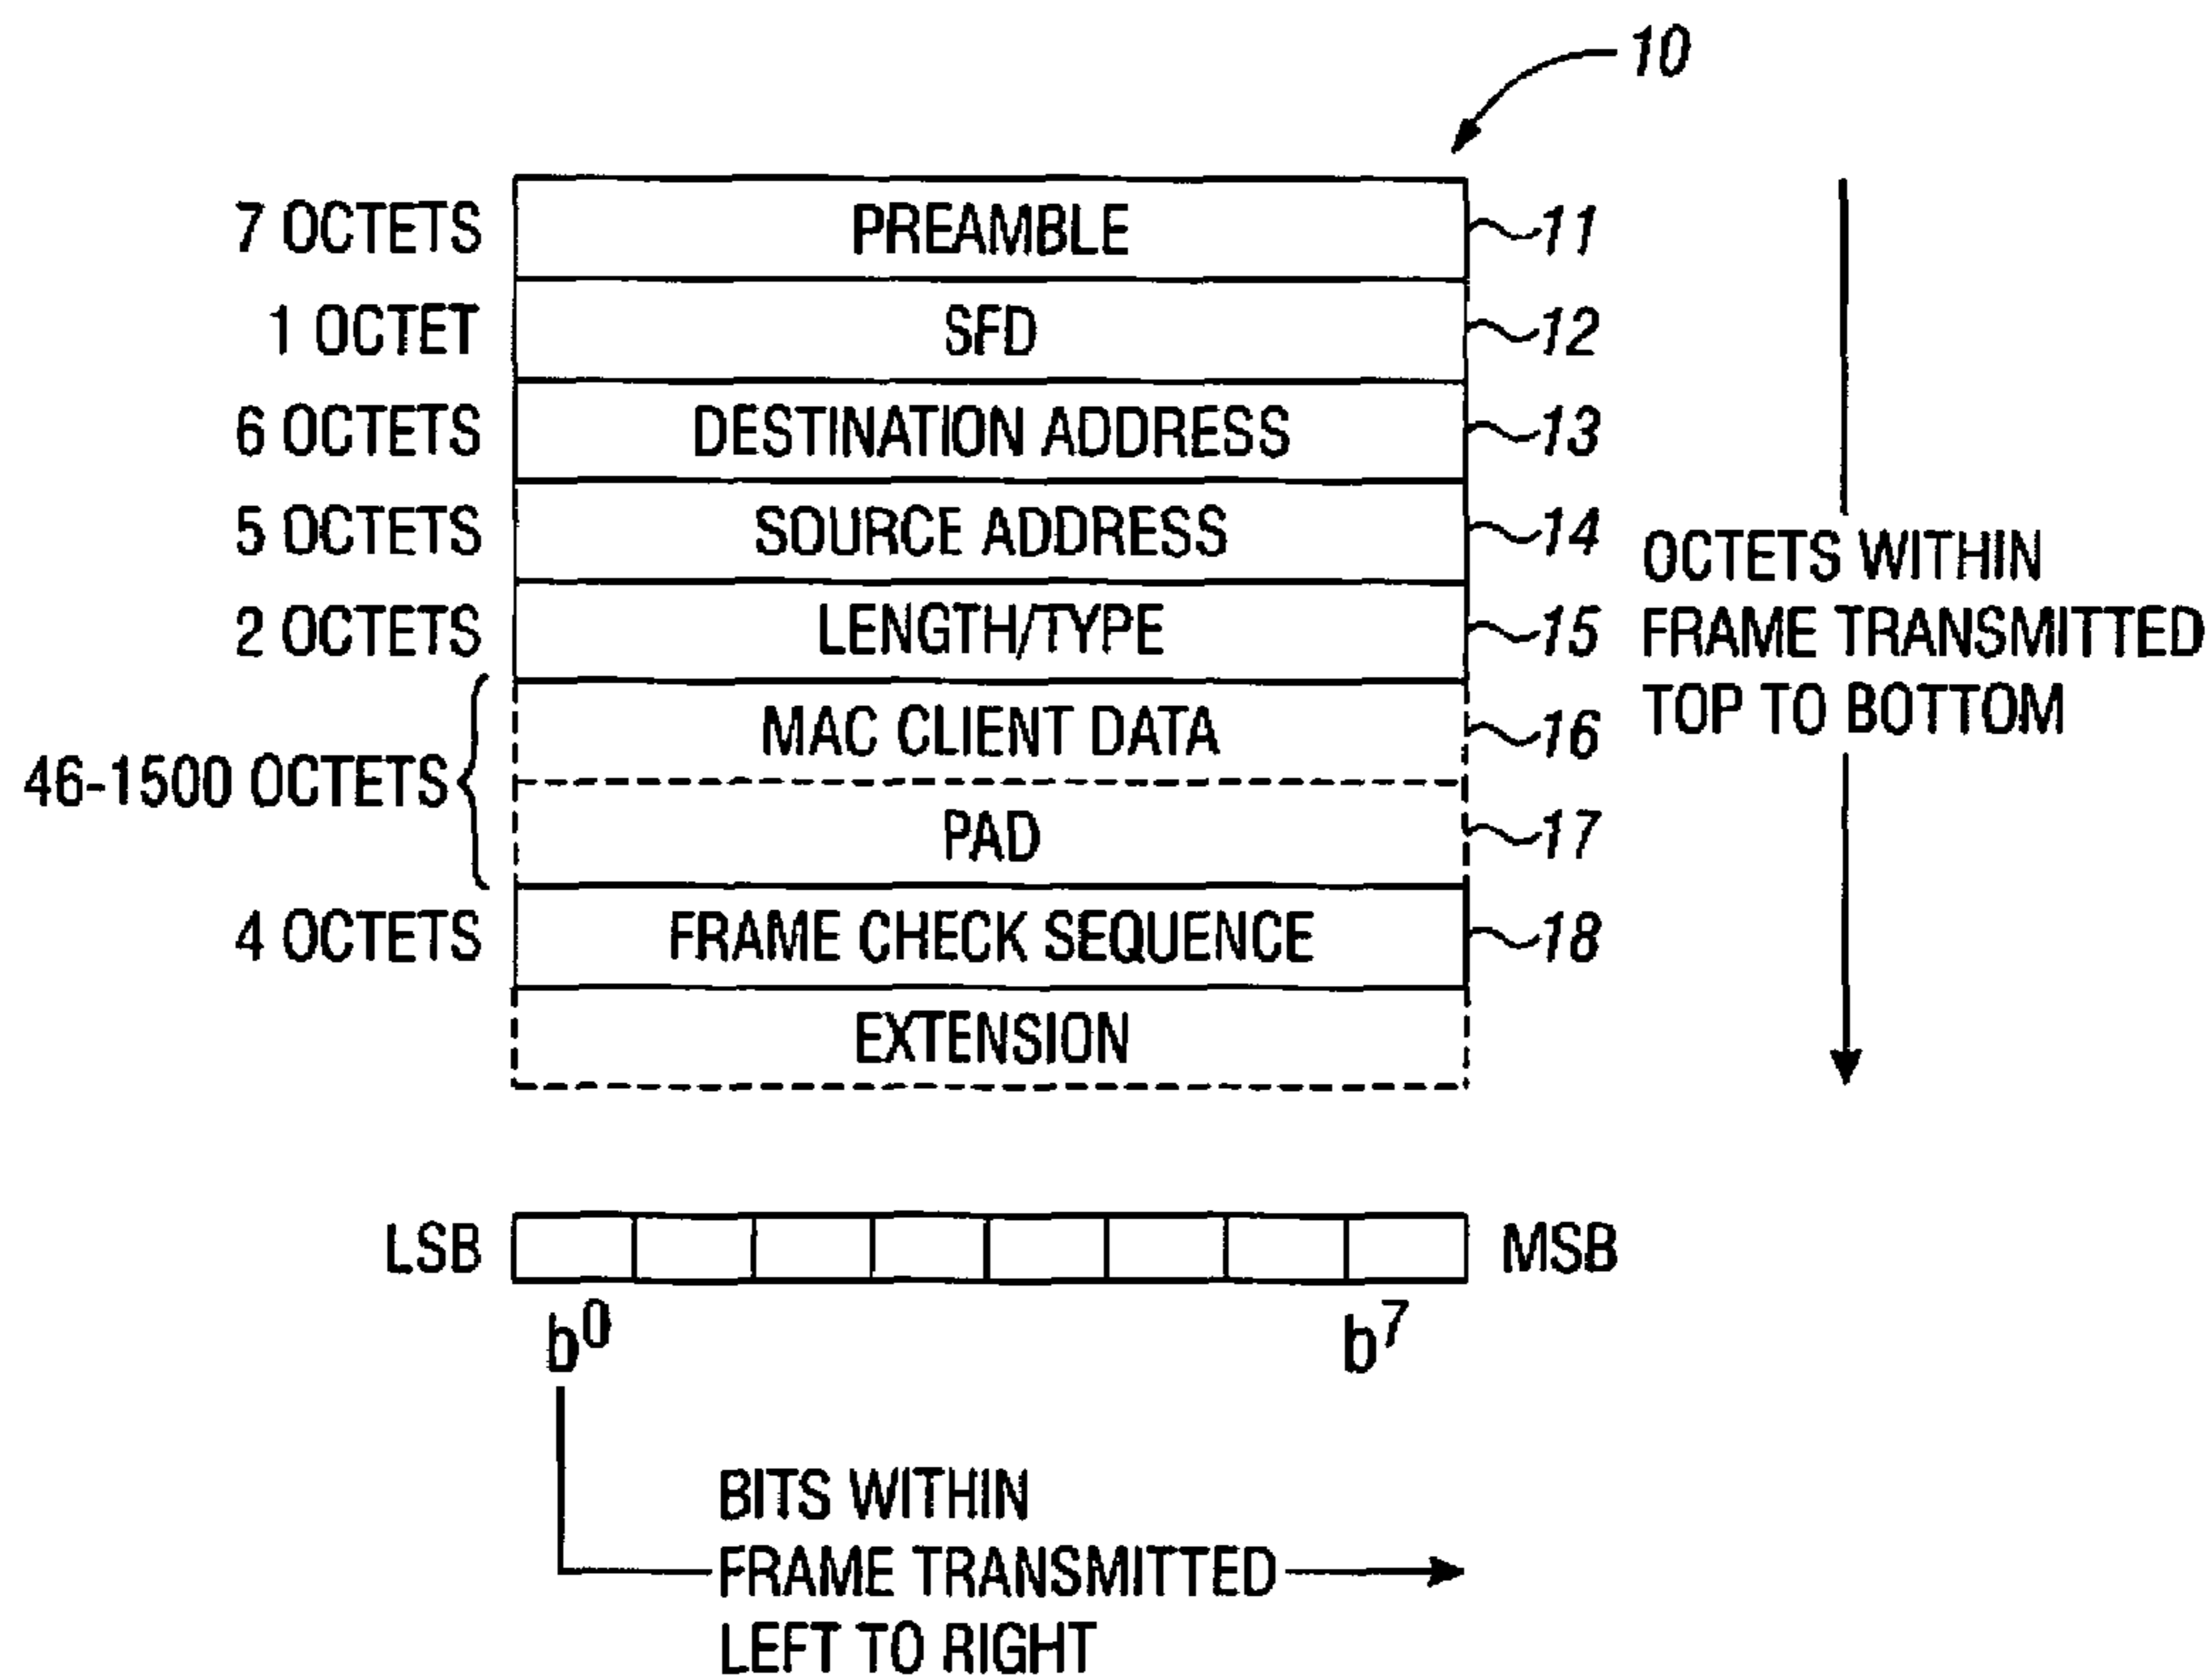 10
7 OCTETS PREAMBLE 11
1 OCTET SFD 12
6 OCTETS DESTINATION ADDRESS 13
5 OCTETS SOURCE ADDRESS 14
2 OCTETS LENGTH/TYPE 15
46-1500 OCTETS
MAC CLIENT DATA 16
PAD 17
4 OCTETS FRAME CHECK SEQUENCE 18
EXTENSION
OCTETS WITHIN
FRAME TRANSMITTED
TOP TO BOTTOM
LSB MSB
b⁰ b⁷
BITS WITHIN
FRAME TRANSMITTED
LEFT TO RIGHT